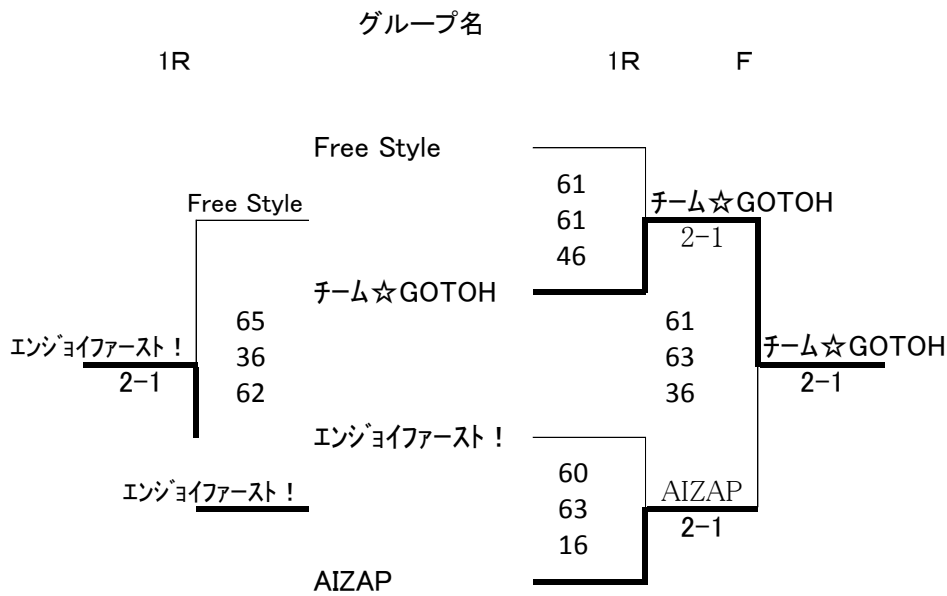 グループ名
1R 1R F
Free Style
61
61
46
チーム☆GOTOH
2-1
Free Style
チーム☆GOTOH
65
36
62
61
63
36
エンジョイファースト！
2-1
チーム☆GOTOH
2-1
エンジョイファースト！
60
63
16
AIZAP
2-1
エンジョイファースト！
AIZAP